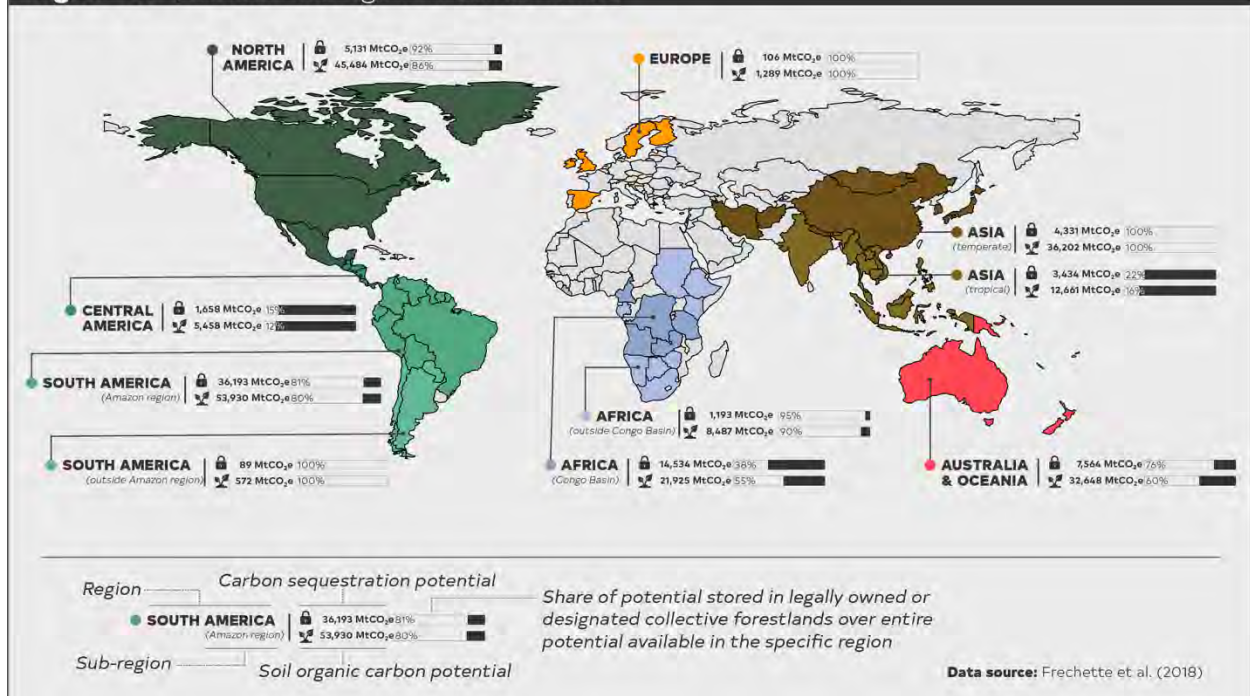 NORTH
AMERICA
5,131 MtCO₂e 92%
45,484 MtCO₂e 86%
EUROPE
106 MtCO₂e 100%
1,289 MtCO₂e 100%
ASIA
(temperate)
4,331 MtCO₂e 100%
36,202 MtCO₂e 100%
ASIA
(tropical)
3,434 MtCO₂e 22%
12,661 MtCO₂e 16%
CENTRAL
AMERICA
1,658 MtCO₂e 15%
5,458 MtCO₂e 12%
SOUTH AMERICA
(Amazon region)
36,193 MtCO₂e 81%
53,930 MtCO₂e 80%
AFRICA
(outside Congo Basin)
1,193 MtCO₂e 95%
8,487 MtCO₂e 90%
SOUTH AMERICA
(outside Amazon region)
89 MtCO₂e 100%
572 MtCO₂e 100%
AFRICA
(Congo Basin)
14,534 MtCO₂e 38%
21,925 MtCO₂e 55%
AUSTRALIA
& OCEANIA
7,564 MtCO₂e 76%
32,648 MtCO₂e 60%
Region
Carbon sequestration potential
SOUTH AMERICA
(Amazon region)
36,193 MtCO₂e 81%
53,930 MtCO₂e 80%
Sub-region
Soil organic carbon potential
Share of potential stored in legally owned or
designated collective forestlands over entire
potential available in the specific region
Data source: Frechette et al. (2018)